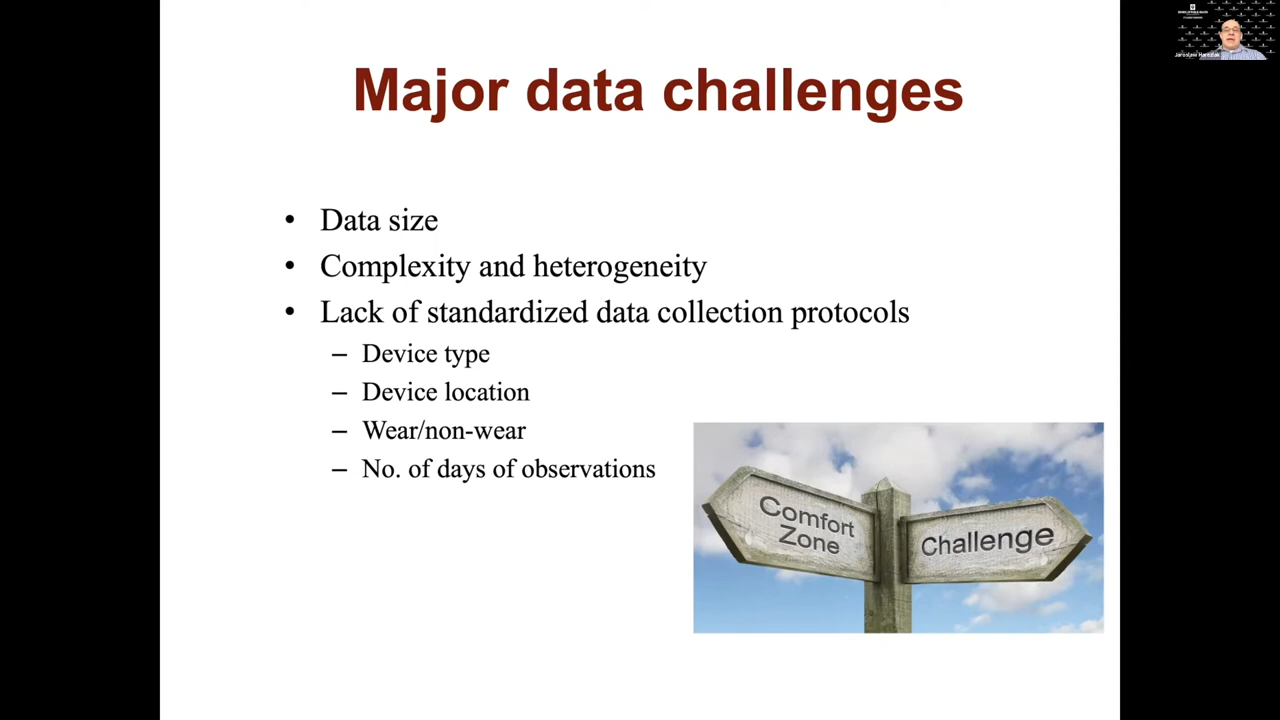 Major data challenges
• Data size
• Complexity and heterogeneity
• Lack of standardized data collection protocols
– Device type
– Device location
– Wear/non-wear
– No. of days of observations
Comfort
Zone
Challenge